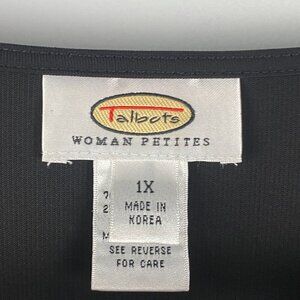 Talbots
WOMAN PETITES
1X
MADE IN
KOREA
SEE REVERSE
FOR CARE